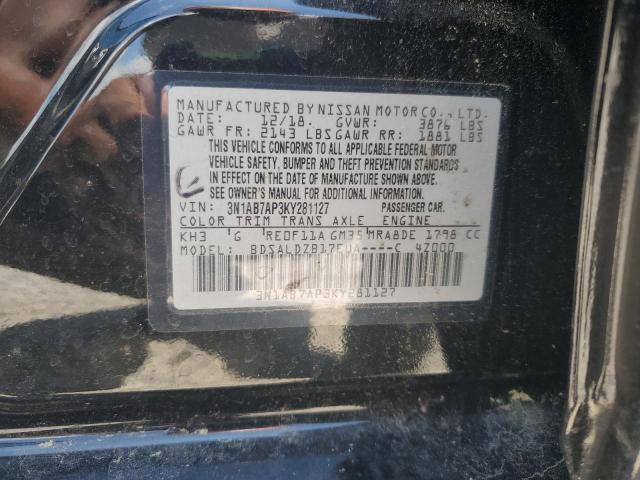 MANUFACTURED BY NISSAN MOTOR CO., LTD.
DATE: 12/18. GVWR: 3876 LBS
GAWR FR: 2143 LBS GAWR RR: 1881 LBS
THIS VEHICLE CONFORMS TO ALL APPLICABLE FEDERAL MOTOR
VEHICLE SAFETY, BUMPER AND THEFT PREVENTION STANDARDS
IN EFFECT ON THE DATE OF MANUFACTURE SHOWN ABOVE.
SEE OWNER'S MANUAL FOR ADDITIONAL INFORMATION.
VIN: 3N1AB7AP3KY281127 PASSENGER CAR.
COLOR TRIM TRANS AXLE ENGINE
KH3 G RE0F11A GM35 MRA8DE 1798 CC
MODEL: BDSALDZB17EUA----C 4Z000
3N1AB7AP3KY281127